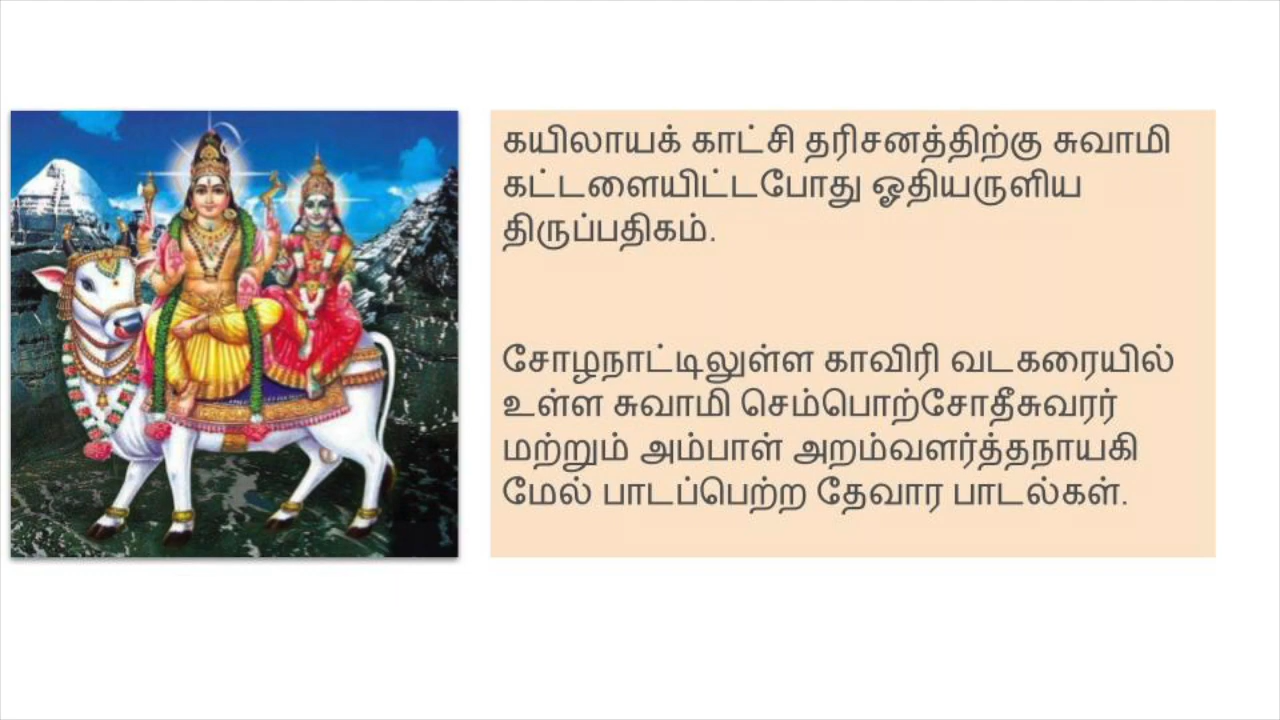 கயிலாயக் காட்சி தரிசனத்திற்கு சுவாமி
கட்டளையிட்டபோது ஓதியருளிய
திருப்பதிகம்.
சோழநாட்டிலுள்ள காவிரி வடகரையில்
உள்ள சுவாமி செம்பொற்சோதீசுவரர்
மற்றும் அம்பாள் அறம்வளர்த்தநாயகி
மேல் பாடப்பெற்ற தேவார பாடல்கள்.